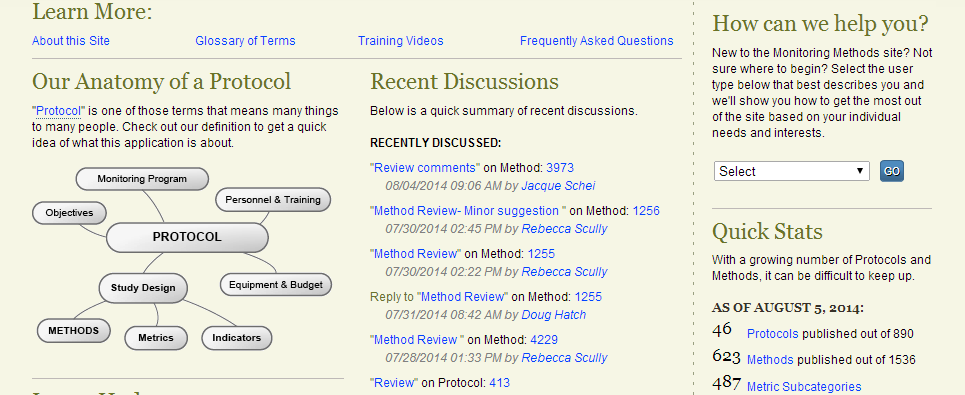 Learn More:
About this Site
Glossary of Terms
Training Videos
Frequently Asked Questions
Our Anatomy of a Protocol
"Protocol" is one of those terms that means many things
to many people. Check out our definition to get a quick
idea of what this application is about.
Monitoring Program
Personnel & Training
Objectives
PROTOCOL
Study Design
Equipment & Budget
METHODS
Metrics
Indicators
Recent Discussions
Below is a quick summary of recent discussions.
RECENTLY DISCUSSED:
"Review comments" on Method: 3973
08/04/2014 09:06 AM by Jacque Schei
"Method Review- Minor suggestion " on Method: 1256
07/30/2014 02:45 PM by Rebecca Scully
"Method Review" on Method: 1255
07/30/2014 02:22 PM by Rebecca Scully
Reply to "Method Review" on Method: 1255
07/31/2014 08:42 AM by Doug Hatch
"Method Review " on Method: 4229
07/28/2014 01:33 PM by Rebecca Scully
"Review" on Protocol: 413
How can we help you?
New to the Monitoring Methods site? Not
sure where to begin? Select the user
type below that best describes you and
we'll show you how to get the most out
of the site based on your individual
needs and interests.
Select
GO
Quick Stats
With a growing number of Protocols and
Methods, it can be difficult to keep up.
AS OF AUGUST 5, 2014:
46 Protocols published out of 890
623 Methods published out of 1536
487 Metric Subcategories